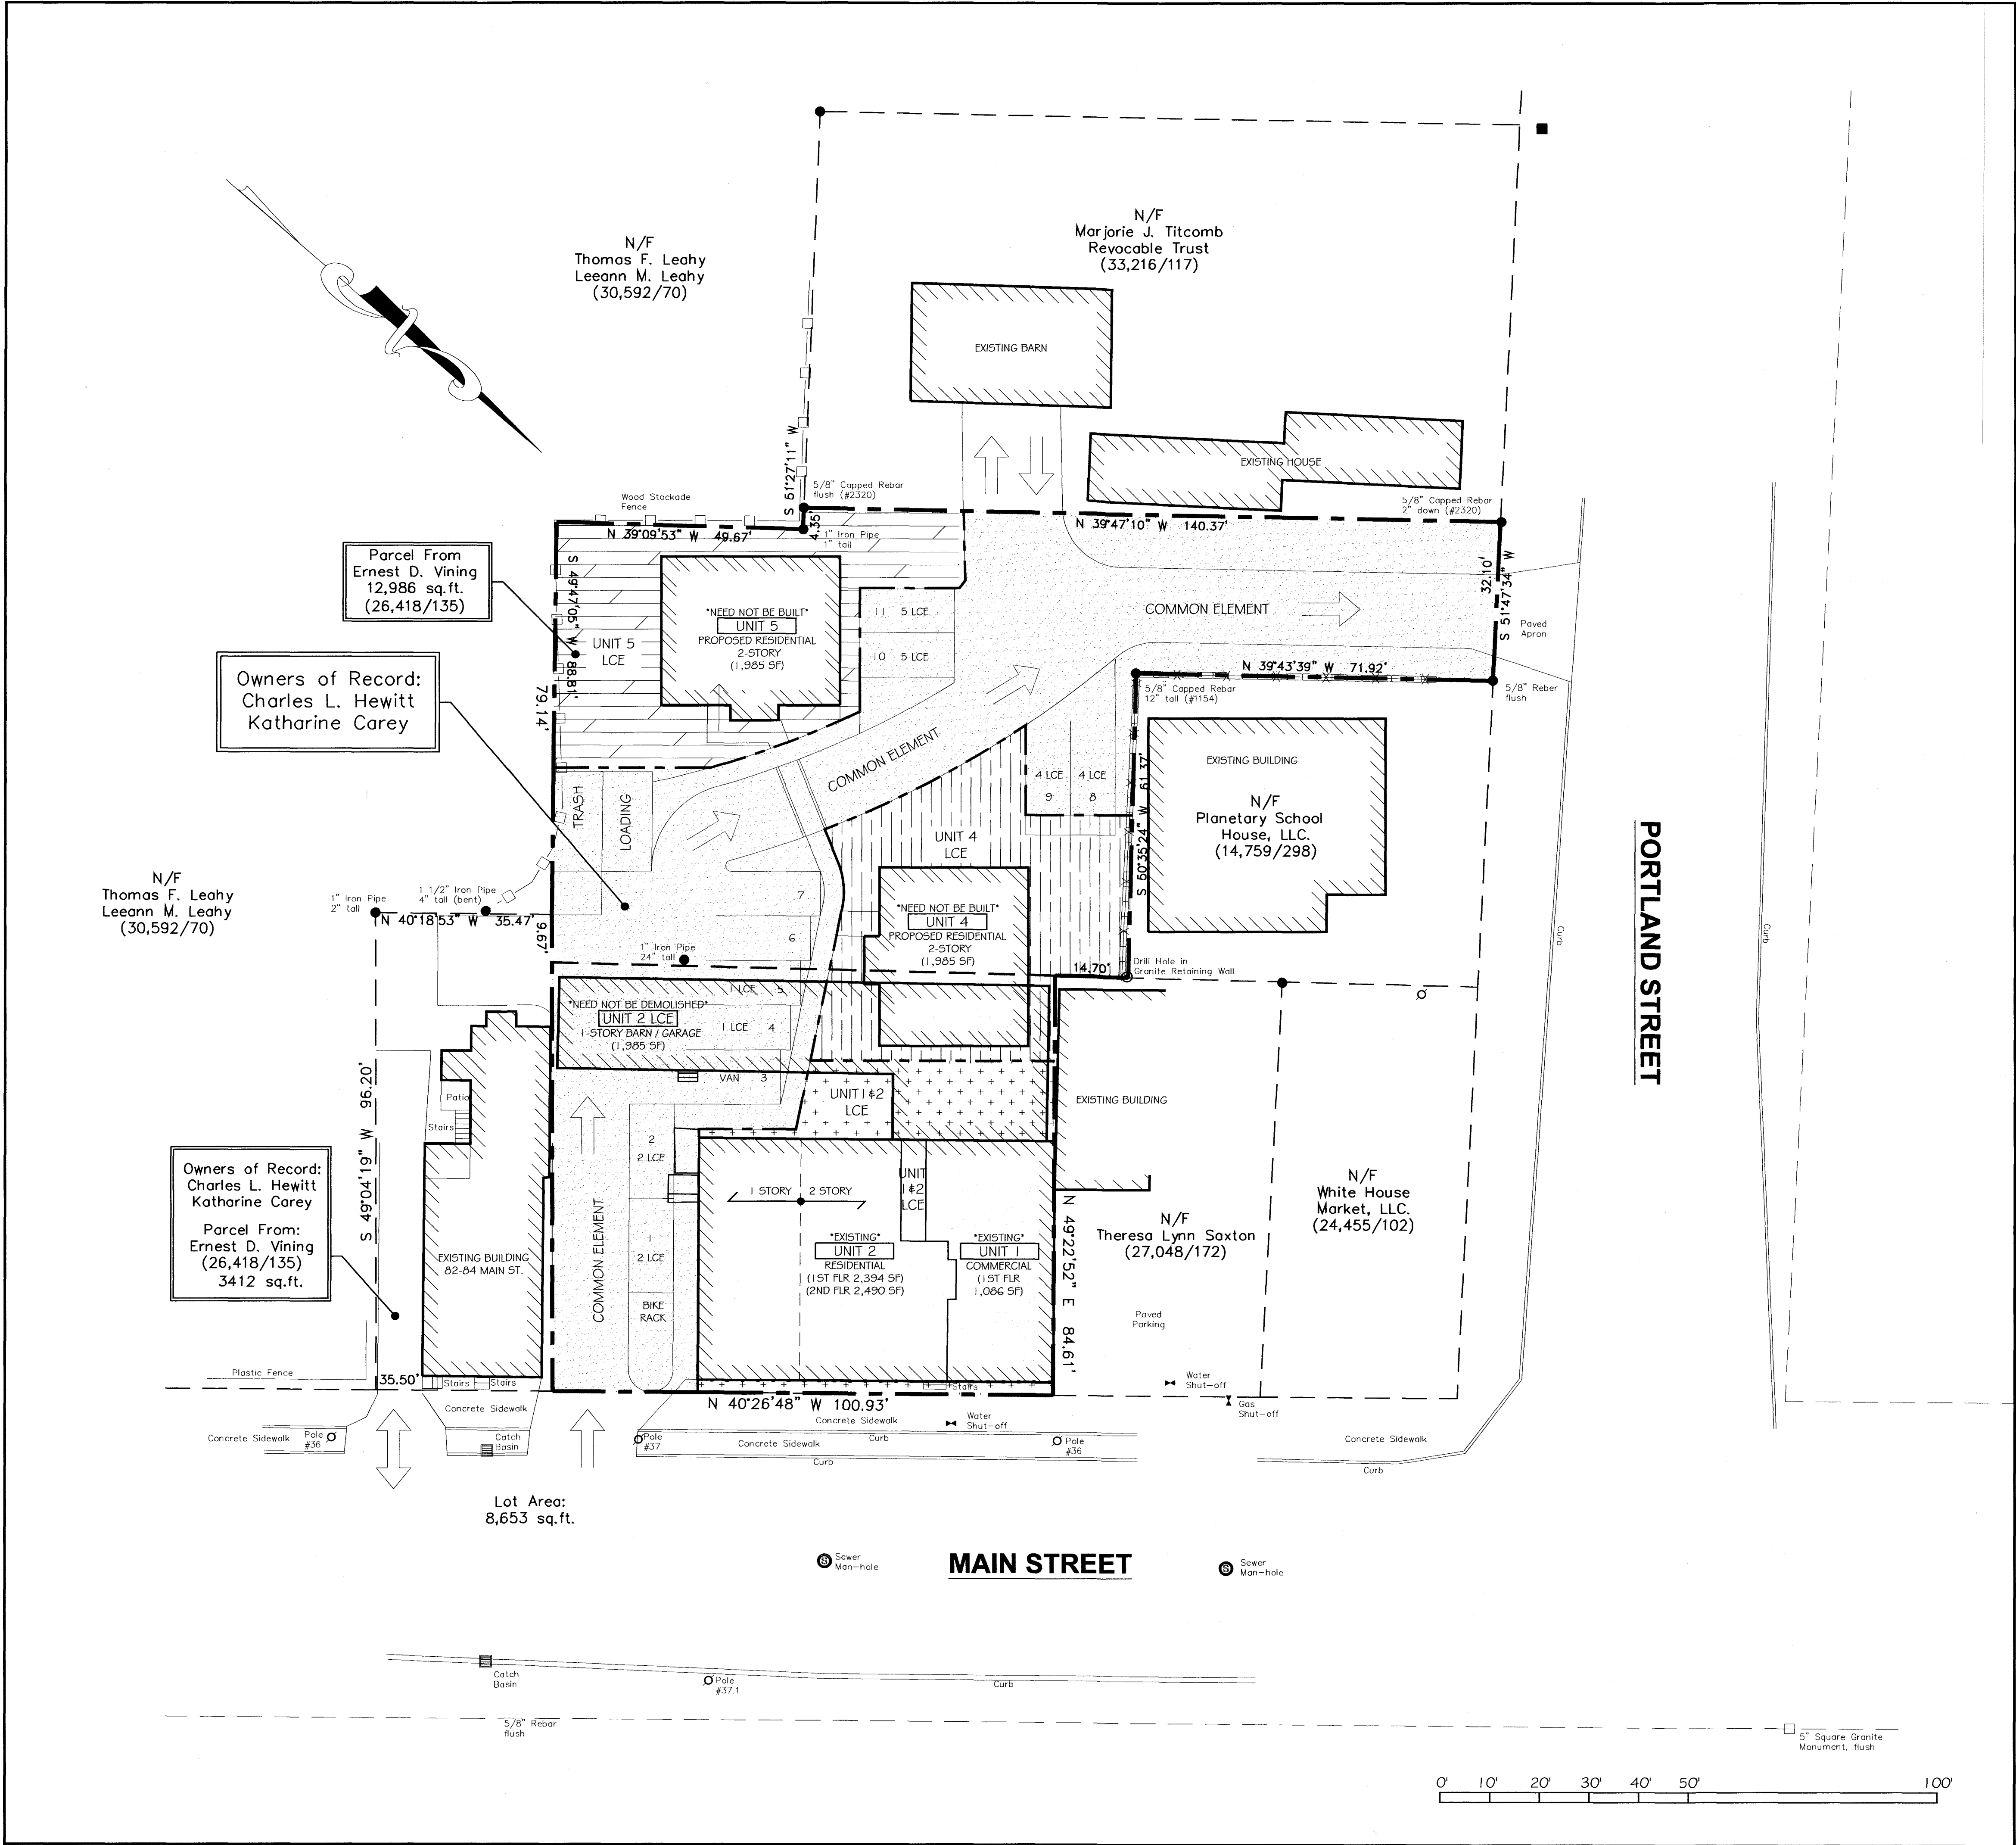 N/F
Thomas F. Leahy
Leeann M. Leahy
(30,592/70)
N/F
Marjorie J. Titcomb
Revocable Trust
(33,216/117)
EXISTING BARN
EXISTING HOUSE
S 51°27'11" W
4.35'
5/8" Capped Rebar
flush (#2320)
5/8" Capped Rebar
2" down (#2320)
Wood Stockade
Fence
N 39°09'53" W 49.67'
1" Iron Pipe
1" tall
N 39°47'10" W 140.37'
Parcel From
Ernest D. Vining
12,986 sq.ft.
(26,418/135)
S 49°47'05" W 88.81'
79.14'
UNIT 5
LCE
*NEED NOT BE BUILT*
UNIT 5
PROPOSED RESIDENTIAL
2-STORY
(1,985 SF)
11 5 LCE
10 5 LCE
COMMON ELEMENT
32.10'
S 51°47'34" W
Paved
Apron
N 39°43'39" W 71.92'
5/8" Capped Rebar
12" tall (#1154)
5/8" Reber
flush
Owners of Record:
Charles L. Hewitt
Katharine Carey
COMMON ELEMENT
TRASH
LOADING
4 LCE
9
4 LCE
8
S 60°35'24" W 61.37'
EXISTING BUILDING
N/F
Planetary School
House, LLC.
(14,759/298)
UNIT 4
LCE
PORTLAND STREET
N/F
Thomas F. Leahy
Leeann M. Leahy
(30,592/70)
1" Iron Pipe
2" tall
1 1/2" Iron Pipe
4" tall (bent)
N 40°18'53" W 35.47'
9.67'
7
6
1" Iron Pipe
24" tall
*NEED NOT BE BUILT*
UNIT 4
PROPOSED RESIDENTIAL
2-STORY
(1,985 SF)
14.70'
Drill Hole in
Granite Retaining Wall
Curb
Curb
1 LCE 5
*NEED NOT BE DEMOLISHED*
UNIT 2 LCE
1-STORY BARN / GARAGE
(1,985 SF)
1 LCE 4
VAN 3
UNIT 1&2
LCE
EXISTING BUILDING
S 49°04'19" W 96.20'
Patio
Stairs
2
2 LCE
Owners of Record:
Charles L. Hewitt
Katharine Carey
Parcel From:
Ernest D. Vining
(26,418/135)
3412 sq.ft.
EXISTING BUILDING
82-84 MAIN ST.
COMMON ELEMENT
1
2 LCE
BIKE
RACK
1 STORY
2 STORY
UNIT
1&2
LCE
*EXISTING*
UNIT 2
RESIDENTIAL
(1ST FLR 2,394 SF)
(2ND FLR 2,490 SF)
*EXISTING*
UNIT 1
COMMERCIAL
(1ST FLR
1,086 SF)
N 49°22'52" E 84.61'
N/F
Theresa Lynn Saxton
(27,048/172)
N/F
White House
Market, LLC.
(24,455/102)
Paved
Parking
Plastic Fence
35.50'
Stairs
Stairs
Stairs
N 40°26'48" W 100.93'
Water
Shut-off
Gas
Shut-off
Concrete Sidewalk
Concrete Sidewalk
Water
Shut-off
Concrete Sidewalk
Pole
#36
Catch
Basin
Pole
#37
Concrete Sidewalk
Curb
Pole
#36
Concrete Sidewalk
Curb
Curb
Lot Area:
8,653 sq.ft.
S
Sewer
Man-hole
MAIN STREET
S
Sewer
Man-hole
Catch
Basin
Pole
#37.1
Curb
5/8" Rebar
flush
5" Square Granite
Monument, flush
0' 10' 20' 30' 40' 50' 100'